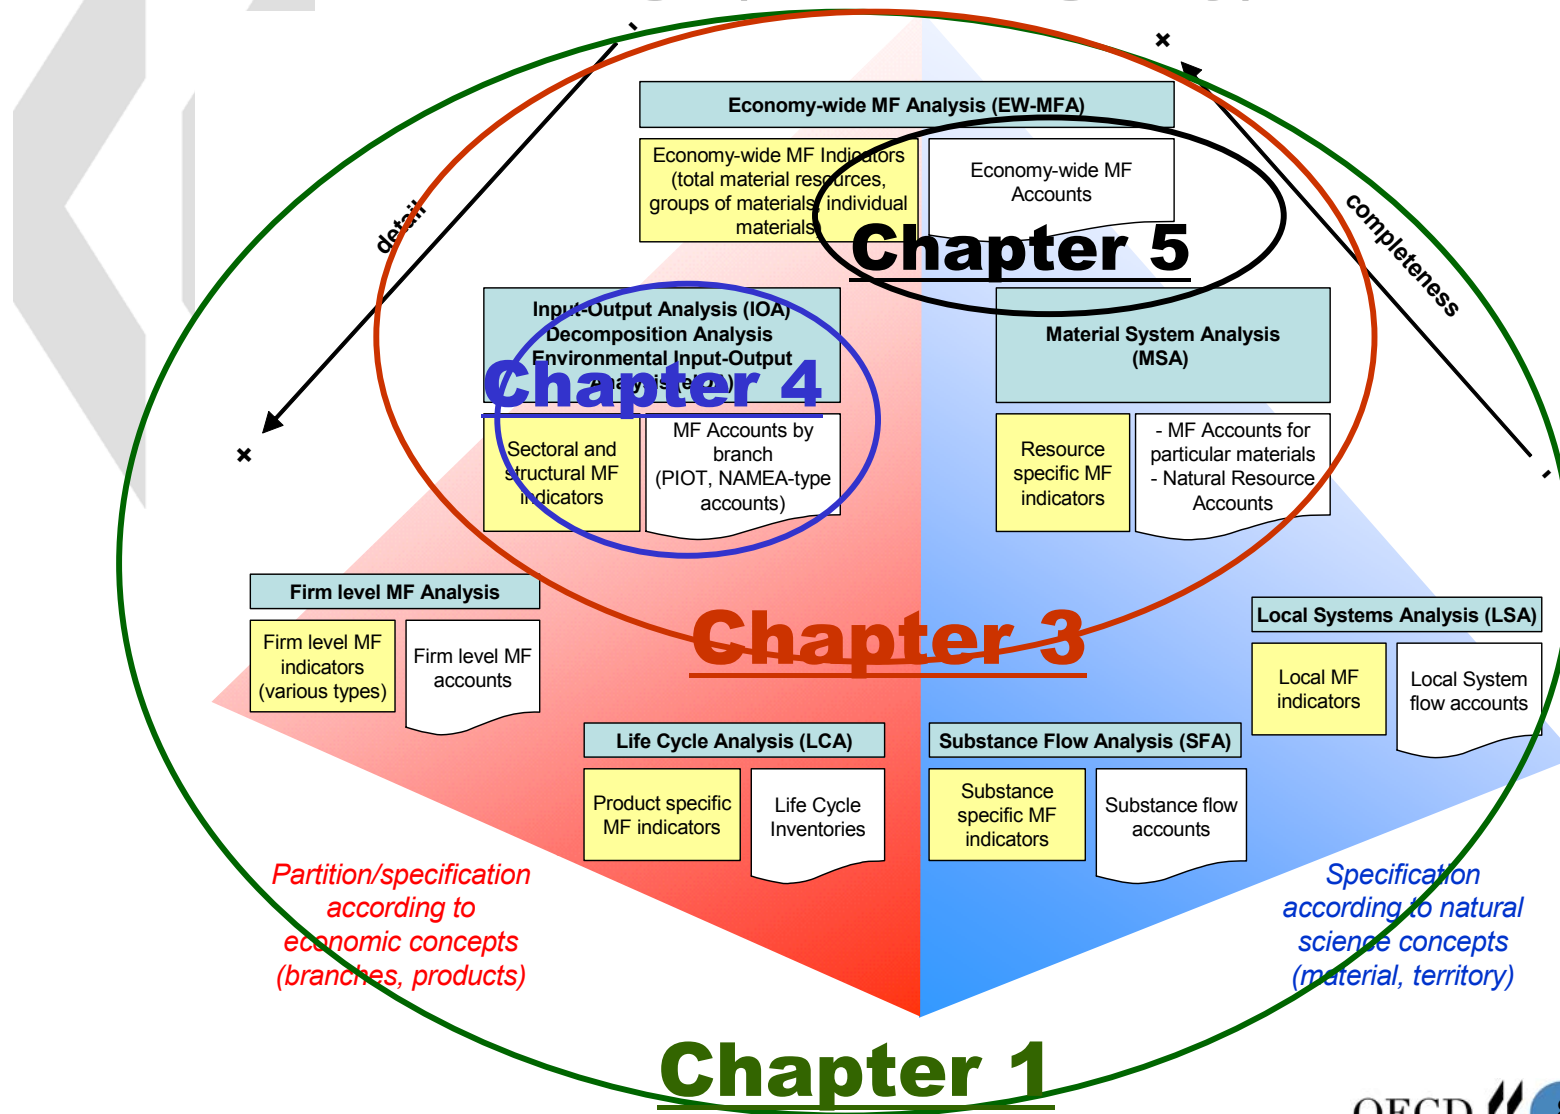 Economy-wide MF Analysis (EW-MFA)
Economy-wide MF Indicators
(total material resources,
groups of materials, individual
materials)
Economy-wide MF
Accounts
detail
completeness
Chapter 5
Input-Output Analysis (IOA)
Decomposition Analysis
Environmental Input-Output
Analysis (eIOA)
Chapter 4
Sectoral and
structural MF
indicators
MF Accounts by
branch
(PIOT, NAMEA-type
accounts)
Material System Analysis
(MSA)
Resource
specific MF
indicators
- MF Accounts for
particular materials
- Natural Resource
Accounts
Firm level MF Analysis
Firm level MF
indicators
(various types)
Firm level MF
accounts
Chapter 3
Local Systems Analysis (LSA)
Local MF
indicators
Local System
flow accounts
Life Cycle Analysis (LCA)
Product specific
MF indicators
Life Cycle
Inventories
Substance Flow Analysis (SFA)
Substance
specific MF
indicators
Substance flow
accounts
Partition/specification
according to
economic concepts
(branches, products)
Specification
according to natural
science concepts
(material, territory)
Chapter 1
OECD